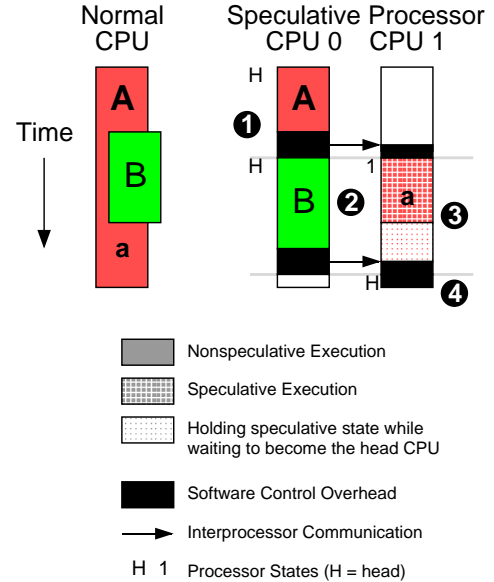 Normal CPU
Speculative Processor
CPU 0 CPU 1
Time
A
B
a
H
A
1
H
1
B
2
a
3
H
4
Nonspeculative Execution
Speculative Execution
Holding speculative state while
waiting to become the head CPU
Software Control Overhead
Interprocessor Communication
H 1 Processor States (H = head)